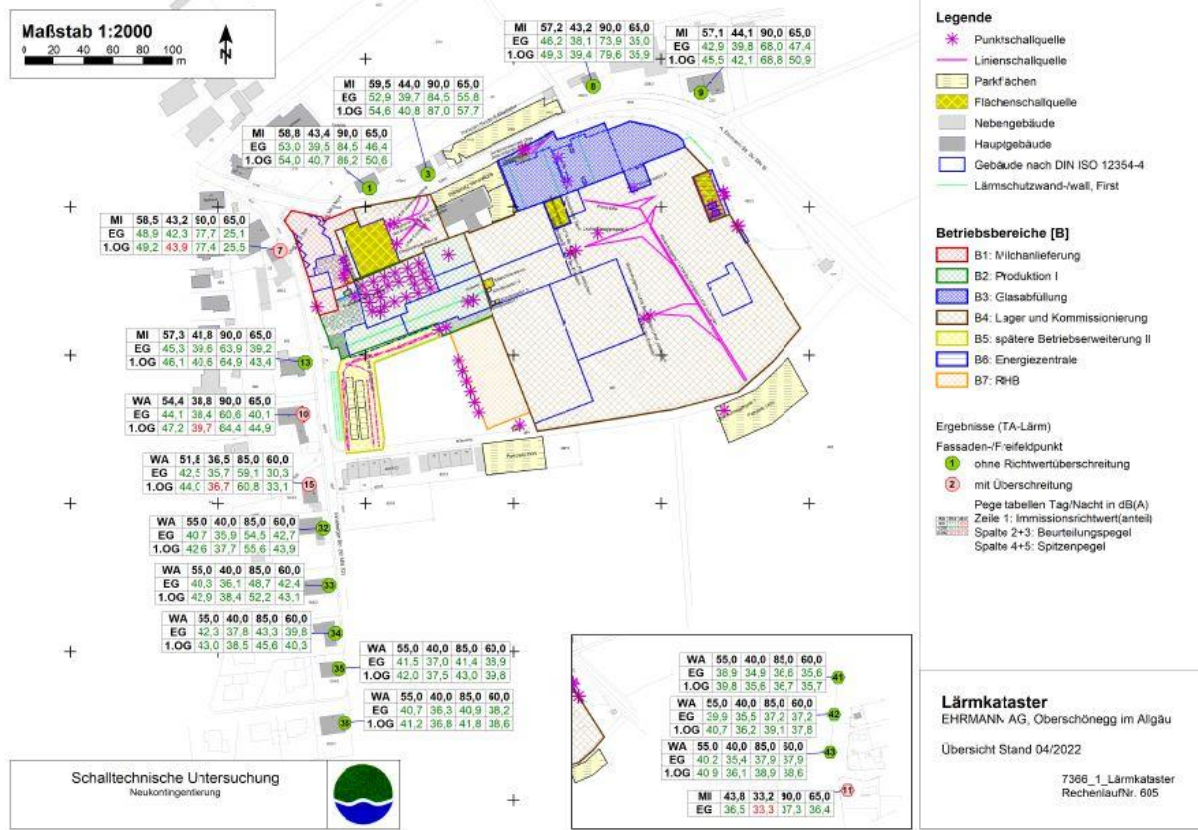 Maßstab 1:2000
0 20 40 60 80 100
m
N
MI 57,2 43,2 90,0 65,0
EG 46,2 38,1 73,9 35,0
1.OG 49,3 39,4 79,6 35,9
8
MI 57,1 44,1 90,0 65,0
EG 42,9 39,8 68,0 47,4
1.OG 45,5 42,1 68,8 50,9
9
MI 59,5 44,0 90,0 65,0
EG 52,9 39,7 84,5 55,8
1.OG 54,6 40,8 87,0 57,7
3
MI 58,8 43,4 90,0 65,0
EG 53,0 39,5 84,5 46,4
1.OG 54,0 40,7 86,2 50,6
1
MI 58,5 43,2 90,0 65,0
EG 48,9 42,3 77,7 25,1
1.OG 49,2 43,9 77,4 25,5
7
MI 57,3 41,8 90,0 65,0
EG 45,3 39,6 63,9 39,2
1.OG 46,1 40,6 64,9 43,4
13
WA 54,4 38,8 90,0 65,0
EG 44,1 38,4 60,6 40,1
1.OG 47,2 39,7 64,4 44,9
10
WA 51,8 36,5 85,0 60,0
EG 42,5 35,7 59,1 30,3
1.OG 44,0 36,7 60,8 33,1
15
WA 55,0 40,0 85,0 60,0
EG 40,7 35,9 54,5 42,7
1.OG 42,6 37,7 55,6 43,9
32
WA 55,0 40,0 85,0 60,0
EG 40,3 36,1 48,7 42,4
1.OG 42,9 38,4 52,2 43,1
33
WA 55,0 40,0 85,0 60,0
EG 42,3 37,8 43,3 39,8
1.OG 43,0 38,5 45,6 40,3
34
WA 55,0 40,0 85,0 60,0
EG 41,5 37,0 41,4 38,9
1.OG 42,0 37,5 43,0 39,8
35
WA 55,0 40,0 85,0 60,0
EG 40,7 36,3 40,9 38,2
1.OG 41,2 36,8 41,8 38,6
36
WA 55,0 40,0 85,0 60,0
EG 38,9 34,9 36,6 35,6
1.OG 39,8 35,6 36,7 35,7
41
WA 55,0 40,0 85,0 60,0
EG 39,9 35,5 37,2 37,2
1.OG 40,7 36,2 39,1 37,8
42
WA 55,0 40,0 85,0 60,0
EG 40,2 35,4 37,9 37,9
1.OG 40,9 36,1 38,9 38,6
43
MI 43,8 33,2 90,0 65,0
EG 36,5 33,3 37,3 36,4
11
Schalltechnische Untersuchung
Neukontingentierung
Legende
Punktschallquelle
Linienschallquelle
Parkflächen
Flächenschallquelle
Nebengebäude
Hauptgebäude
Gebäude nach DIN ISO 12354-4
Lärmschutzwand-/wall, First
Betriebsbereiche [B]
B1: Milchanlieferung
B2: Produktion I
B3: Glasabfüllung
B4: Lager und Kommissionierung
B5: spätere Betriebserweiterung II
B6: Energiezentrale
B7: RHB
Ergebnisse (TA-Lärm)
Fassaden-/Freifeldpunkt
1 ohne Richtwertüberschreitung
2 mit Überschreitung
Pegeltabellen Tag/Nacht in dB(A)
Zeile 1: Immissionsrichtwert(anteil)
Spalte 2+3: Beurteilungspegel
Spalte 4+5: Spitzenpegel
Lärmkataster
EHRMANN AG, Oberschönegg im Allgäu
Übersicht Stand 04/2022
7366_1_Lärmkataster
RechenlaufNr. 605